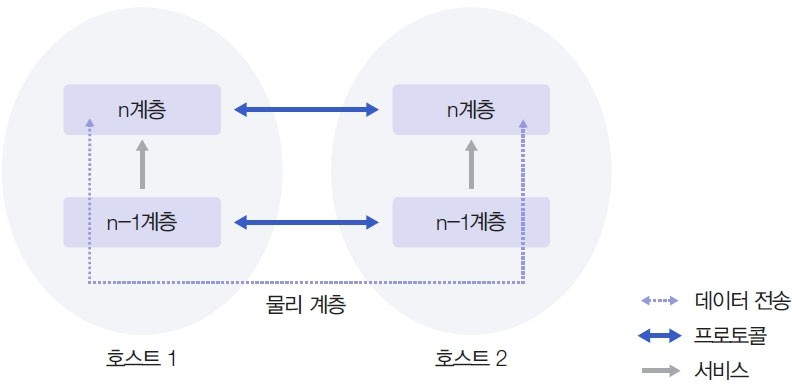 n계층
n계층
n-1계층
n-1계층
물리 계층
데이터 전송
프로토콜
서비스
호스트 1
호스트 2